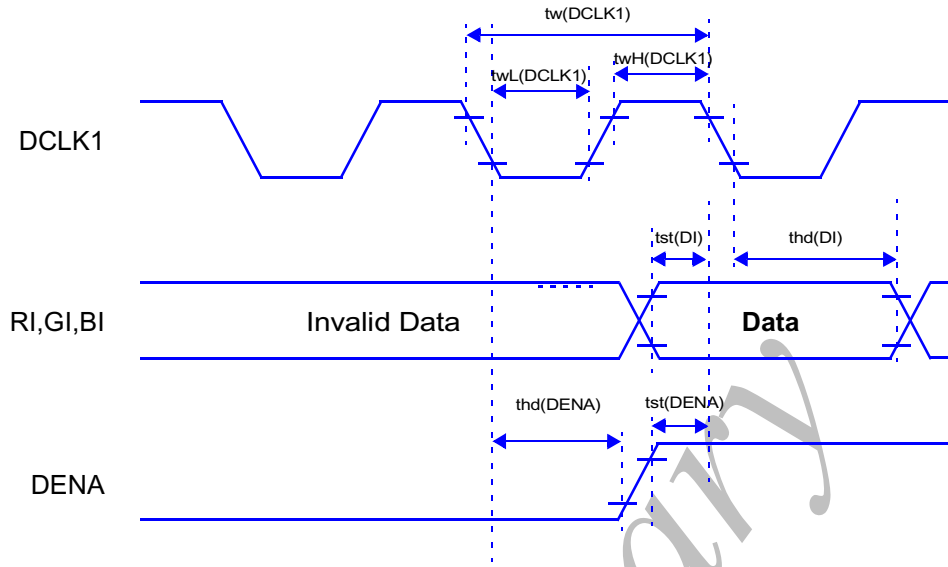 tw(DCLK1)
twL(DCLK1)
twH(DCLK1)
DCLK1
tst(DI)
thd(DI)
RI,GI,BI
Invalid Data
Data
thd(DENA)
tst(DENA)
DENA
ary